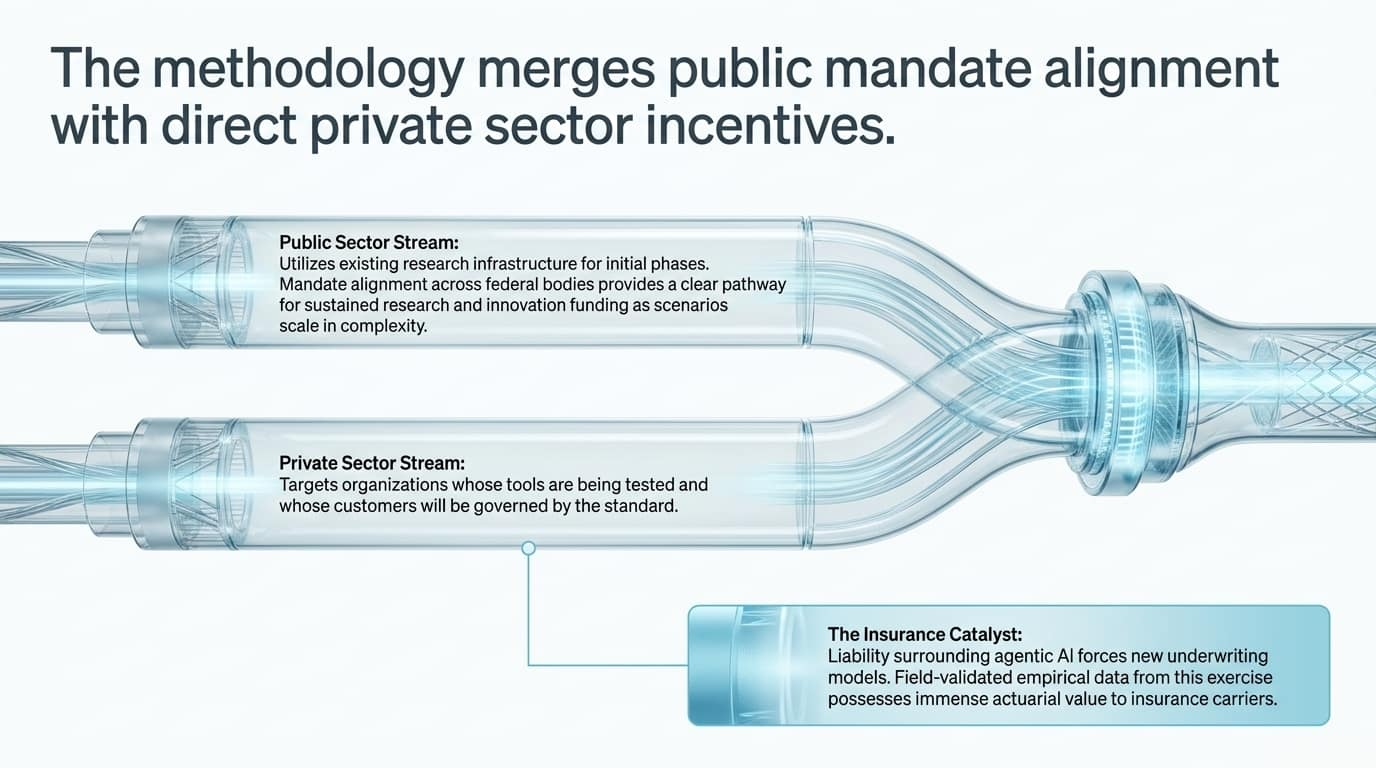 The methodology merges public mandate alignment
with direct private sector incentives.
Public Sector Stream:
Utilizes existing research infrastructure for initial phases.
Mandate alignment across federal bodies provides a clear pathway
for sustained research and innovation funding as scenarios
scale in complexity.
Private Sector Stream:
Targets organizations whose tools are being tested and
whose customers will be governed by the standard.
The Insurance Catalyst:
Liability surrounding agentic AI forces new underwriting
models. Field-validated empirical data from this exercise
possesses immense actuarial value to insurance carriers.